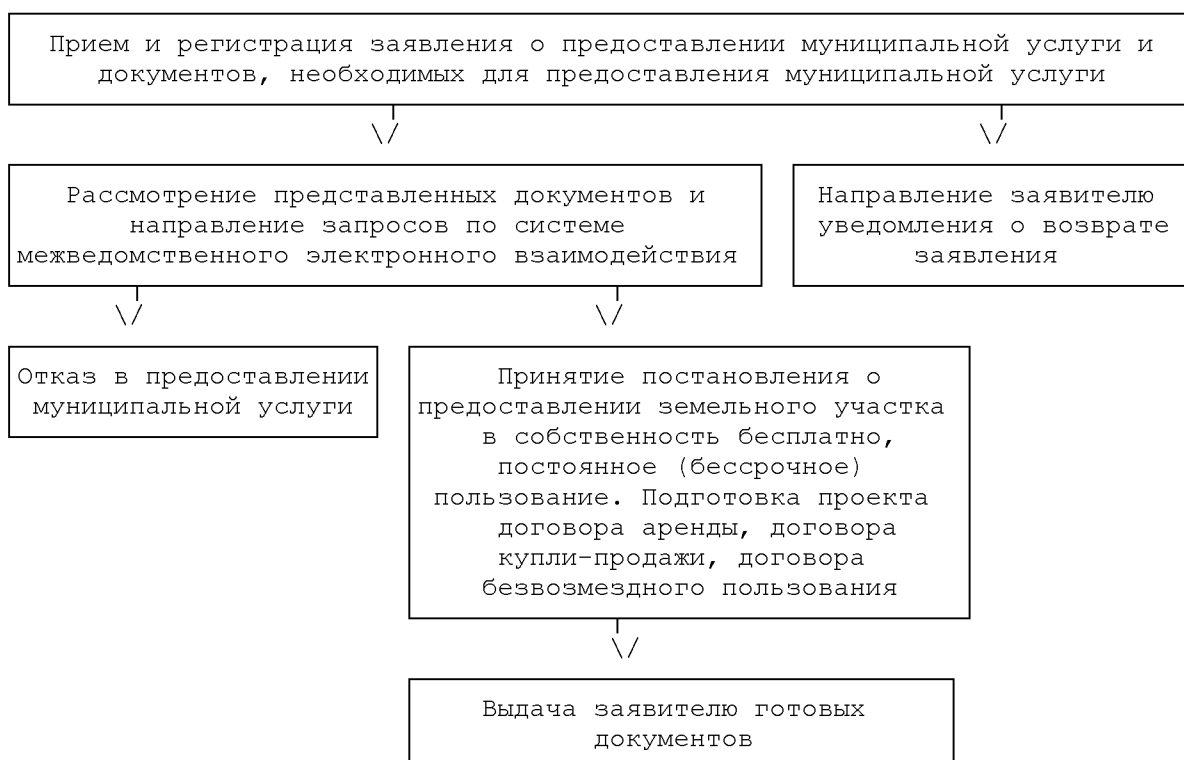 Прием и регистрация заявления о предоставлении муниципальной услуги и
документов, необходимых для предоставления муниципальной услуги
Рассмотрение представленных документов и
направление запросов по системе
межведомственного электронного взаимодействия
Направление заявителю
уведомления о возврате
заявления
Отказ в предоставлении
муниципальной услуги
Принятие постановления о
предоставлении земельного участка
в собственность бесплатно,
постоянное (бессрочное)
пользование. Подготовка проекта
договора аренды, договора
купли-продажи, договора
безвозмездного пользования
Выдача заявителю готовых
документов